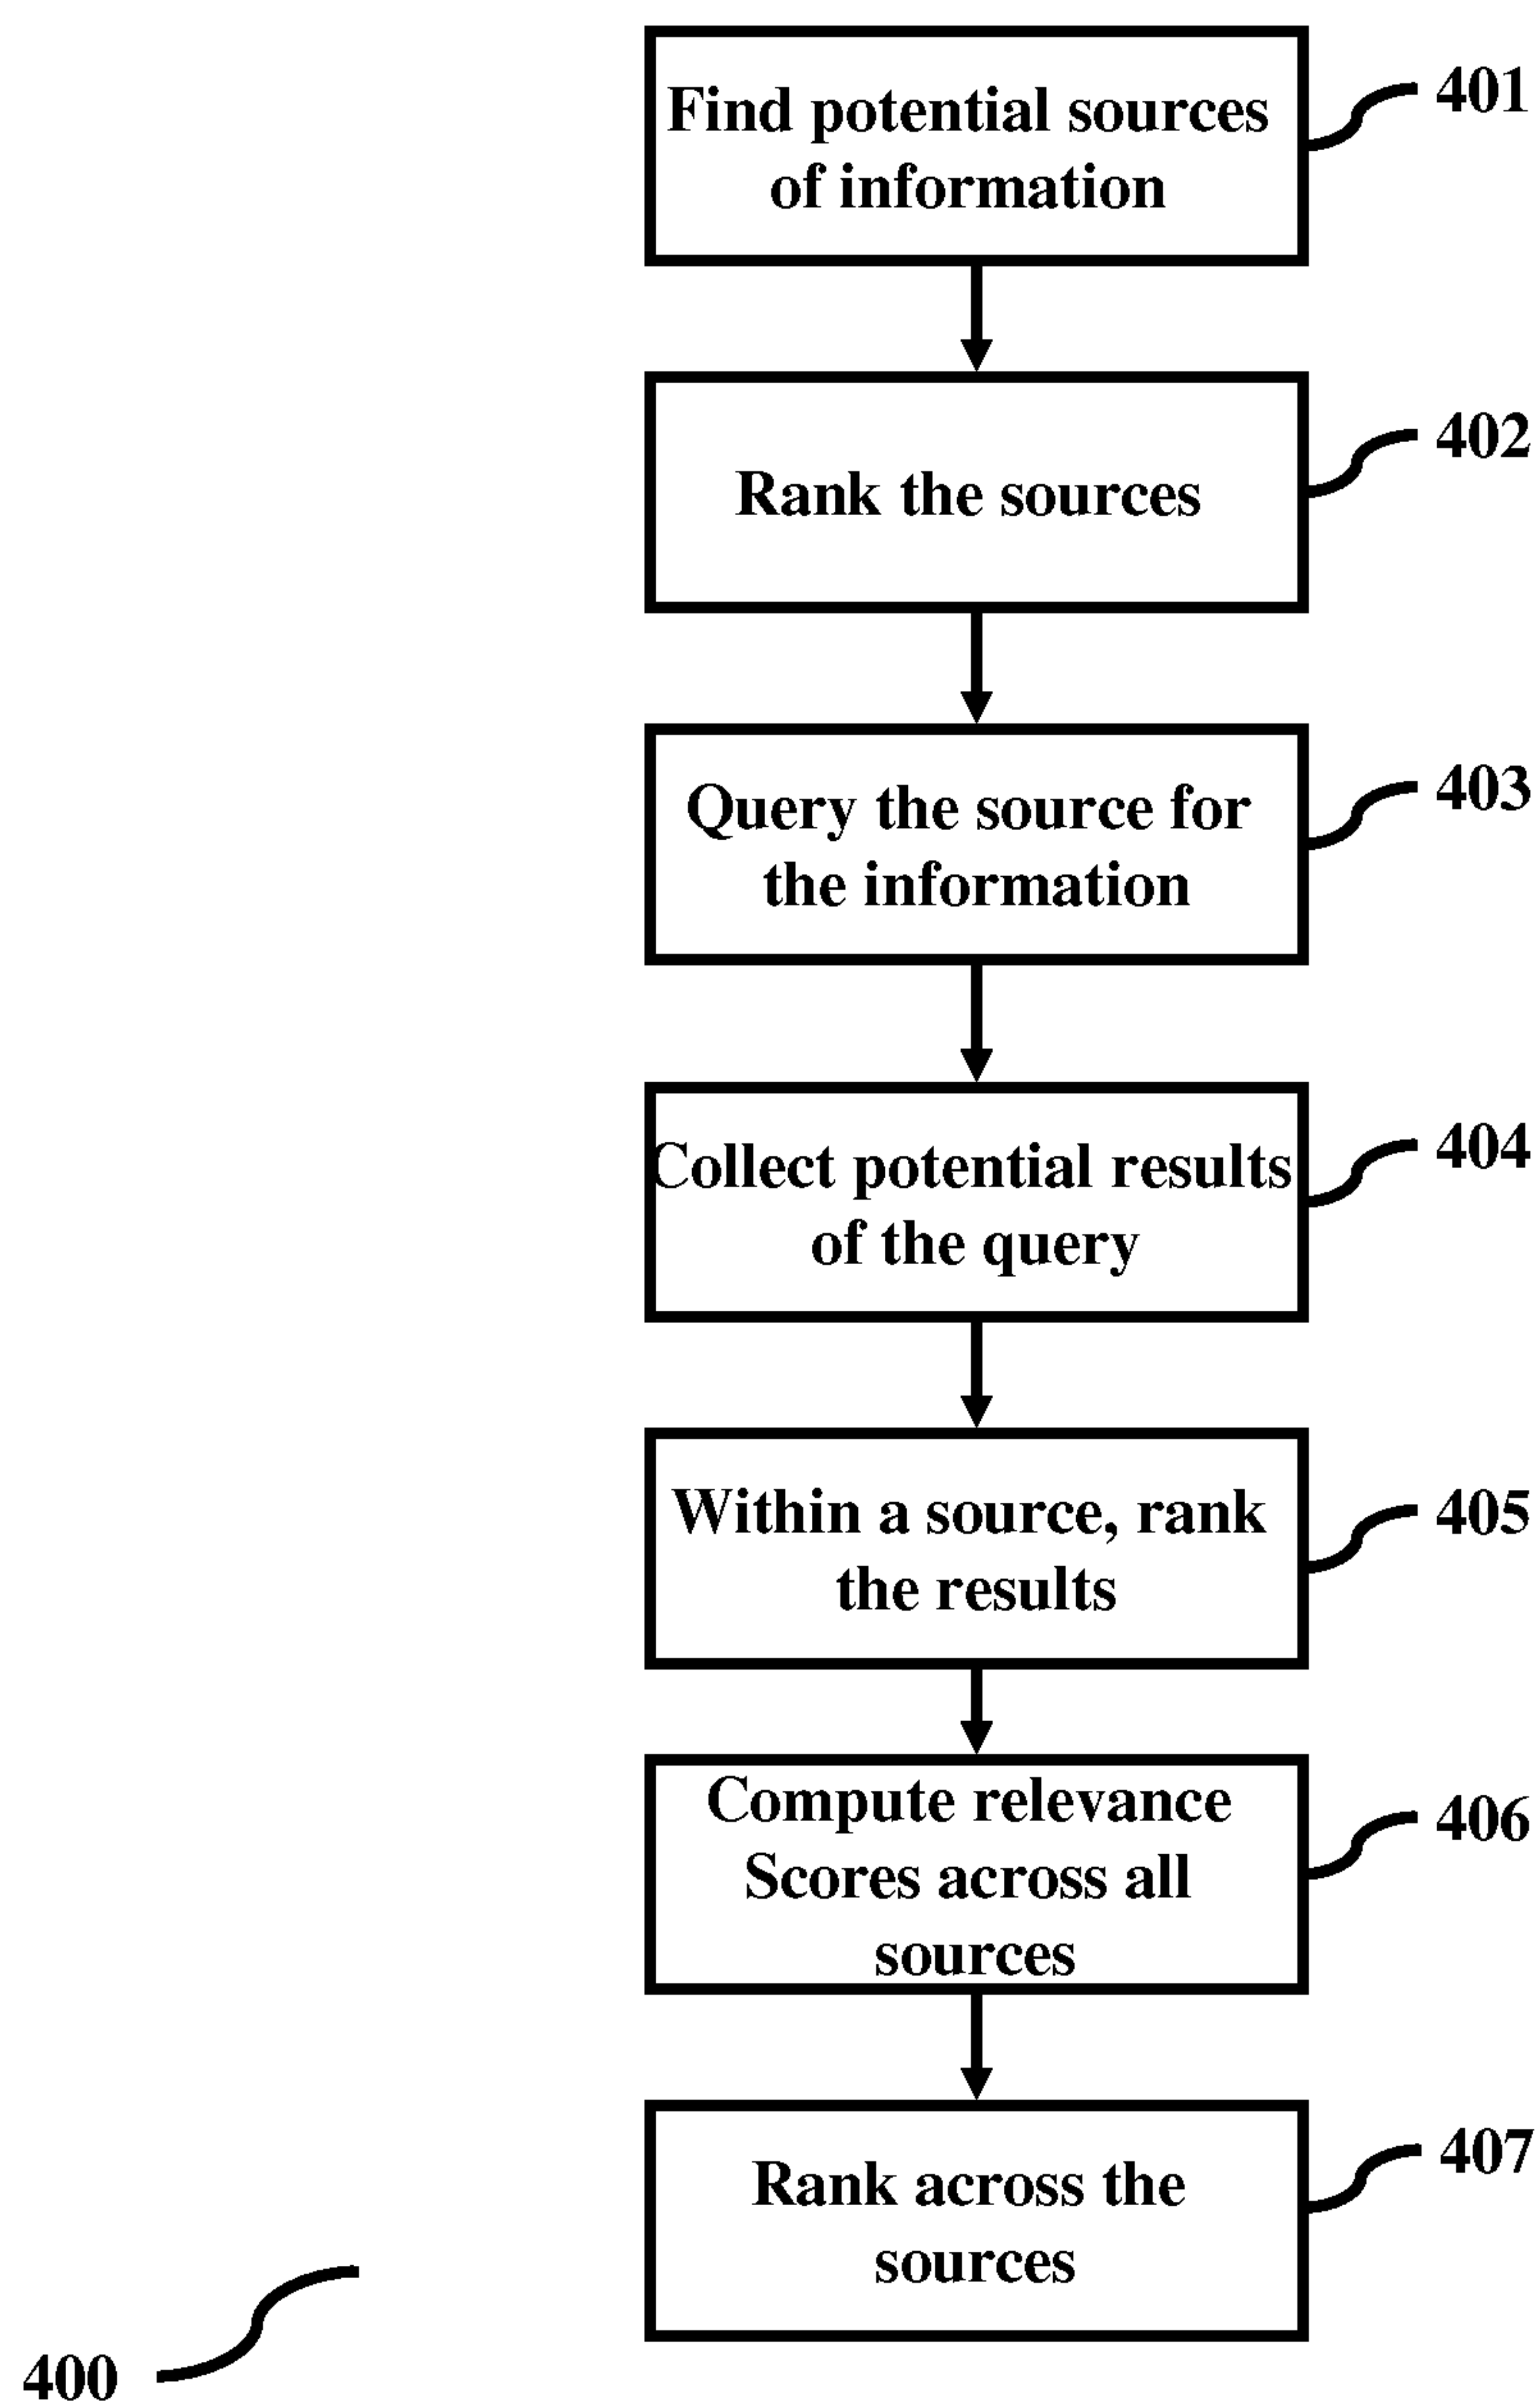 Find potential sources
of information
401
Rank the sources
402
Query the source for
the information
403
Collect potential results
of the query
404
Within a source, rank
the results
405
Compute relevance
Scores across all
sources
406
Rank across the
sources
407
400